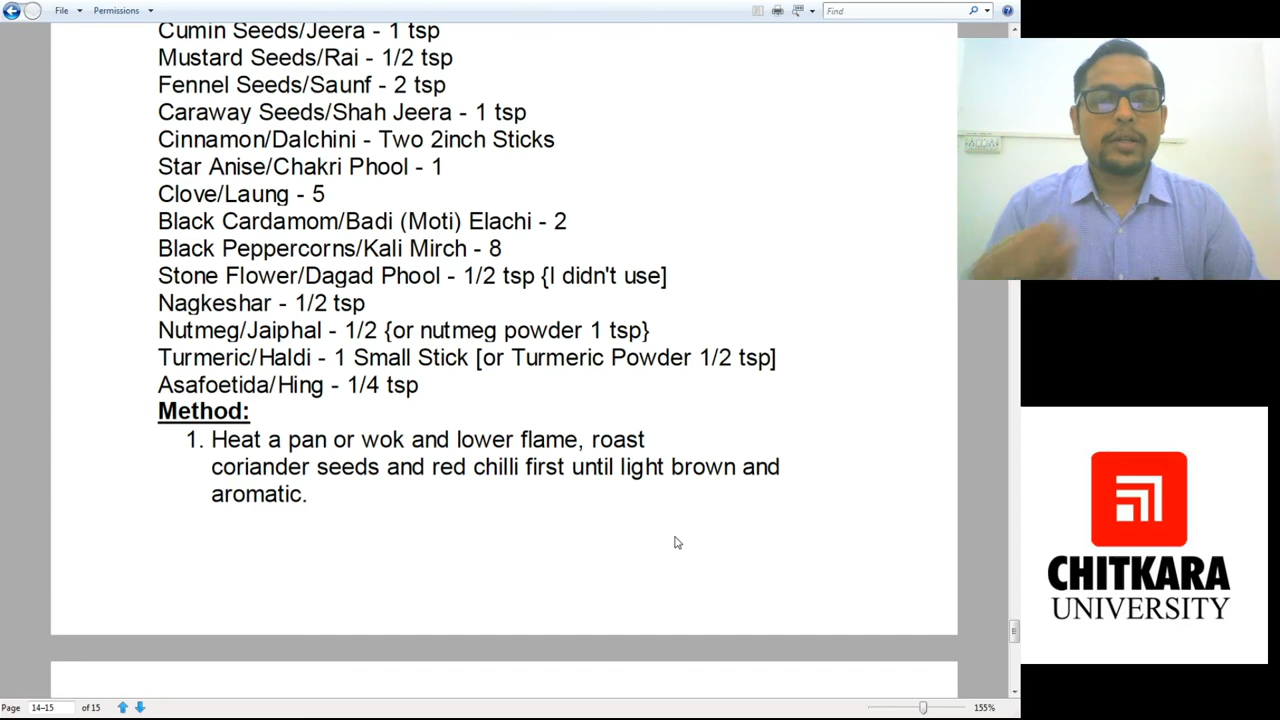 File
Permissions
Find
Cumin Seeds/Jeera - 1 tsp
Mustard Seeds/Rai - 1/2 tsp
Fennel Seeds/Saunf - 2 tsp
Caraway Seeds/Shah Jeera - 1 tsp
Cinnamon/Dalchini - Two 2inch Sticks
Star Anise/Chakri Phool - 1
Clove/Laung - 5
Black Cardamom/Badi (Moti) Elachi - 2
Black Peppercorns/Kali Mirch - 8
Stone Flower/Dagad Phool - 1/2 tsp {I didn't use]
Nagkeshar - 1/2 tsp
Nutmeg/Jaiphal - 1/2 {or nutmeg powder 1 tsp}
Turmeric/Haldi - 1 Small Stick [or Turmeric Powder 1/2 tsp]
Asafoetida/Hing - 1/4 tsp
Method:
1. Heat a pan or wok and lower flame, roast
coriander seeds and red chilli first until light brown and
aromatic.
CHITKARA
UNIVERSITY
Page 14–15 of 15
155%